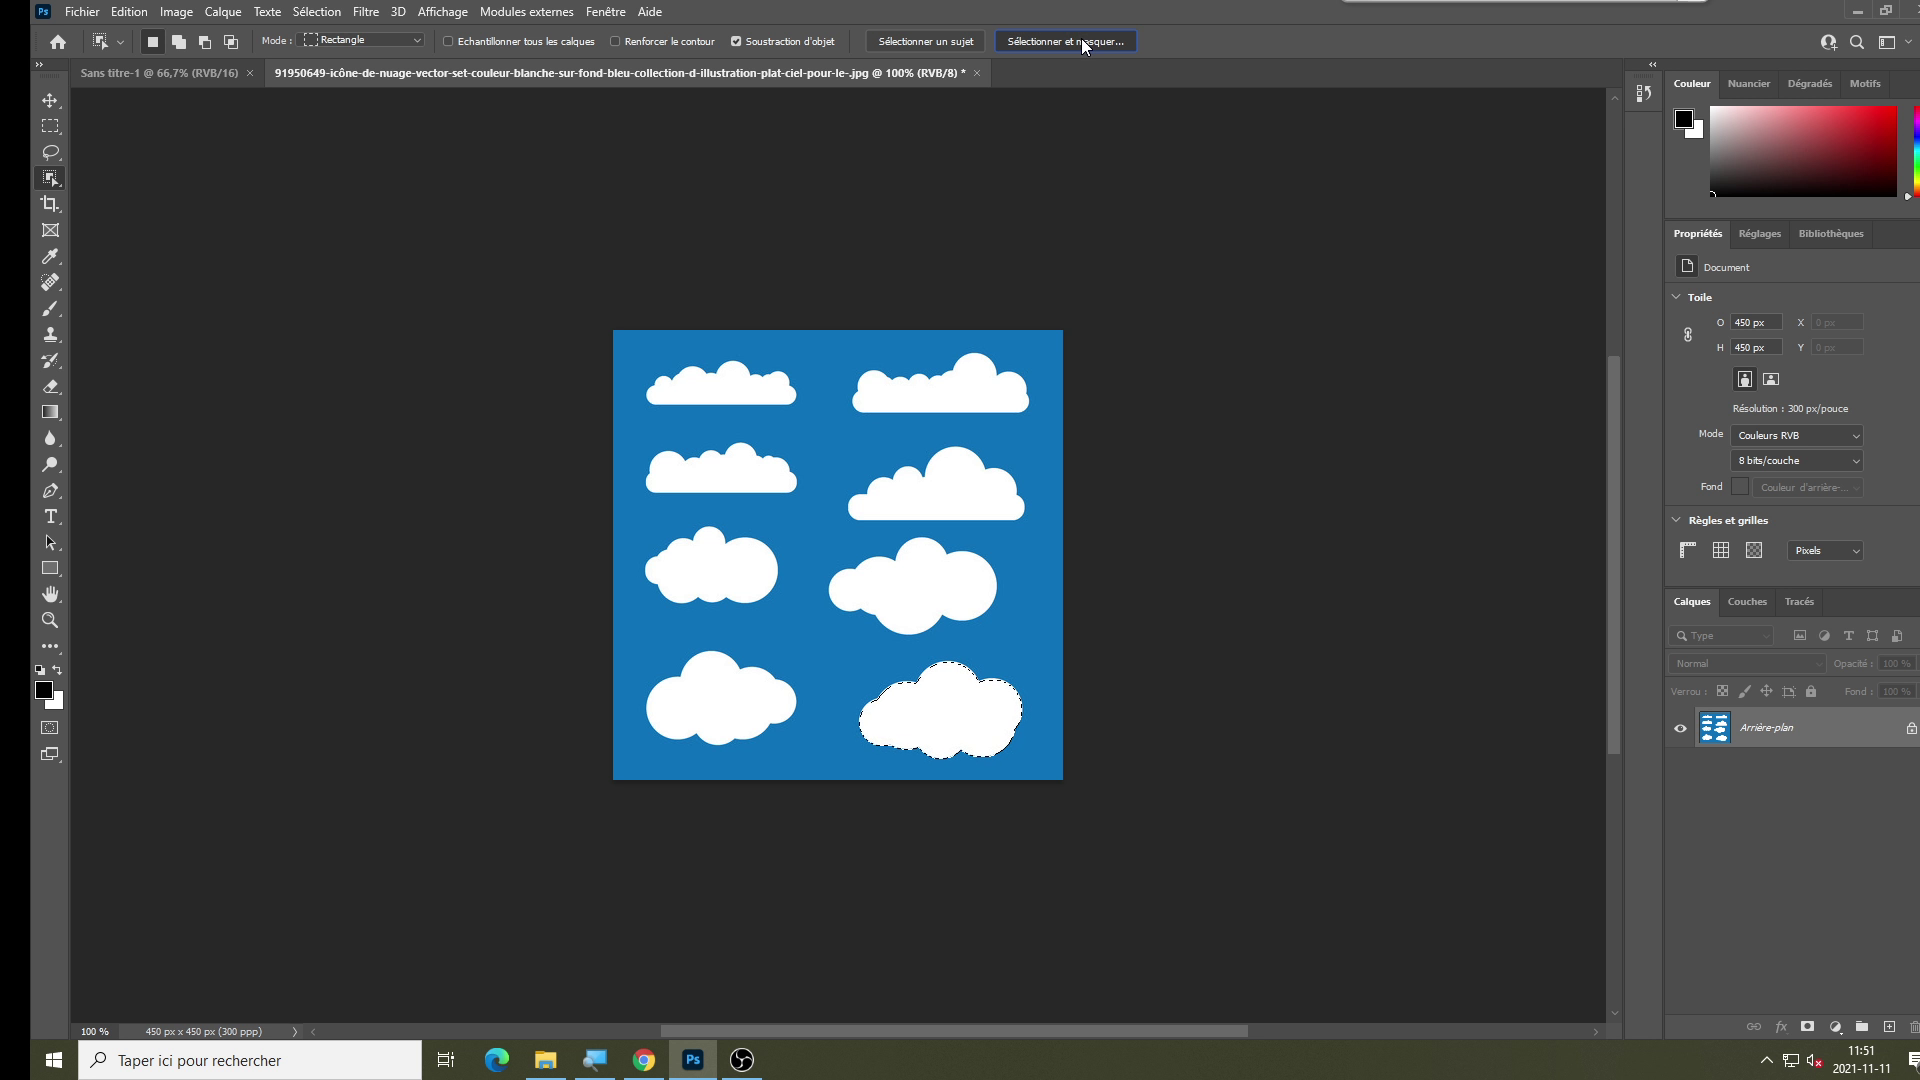 Ps Fichier Edition Image Calque Texte Sélection Filtre 3D Affichage Modules externes Fenêtre Aide
Mode : Rectangle Echantillonner tous les calques Renforcer le contour Soustraction d'objet Sélectionner un sujet Sélectionner et masquer...
Sans titre-1 @ 66,7% (RVB/16) × 91950649-icône-de-nuage-vector-set-couleur-blanche-sur-fond-bleu-collection-d-illustration-plat-ciel-pour-le-.jpg @ 100% (RVB/8) * ×
Couleur Nuancier Dégradés Motifs
Propriétés Réglages Bibliothèques
Document
Toile
O 450 px X 0 px
H 450 px Y 0 px
Résolution : 300 px/pouce
Mode Couleurs RVB
8 bits/couche
Fond Couleur d'arrière-...
Règles et grilles
Pixels
Calques Couches Tracés
Type
Normal Opacité : 100 %
Verrou : Fond : 100 %
Arrière-plan
fx
100 % 450 px x 450 px (300 ppp)
Taper ici pour rechercher
Ps
11:51
2021-11-11